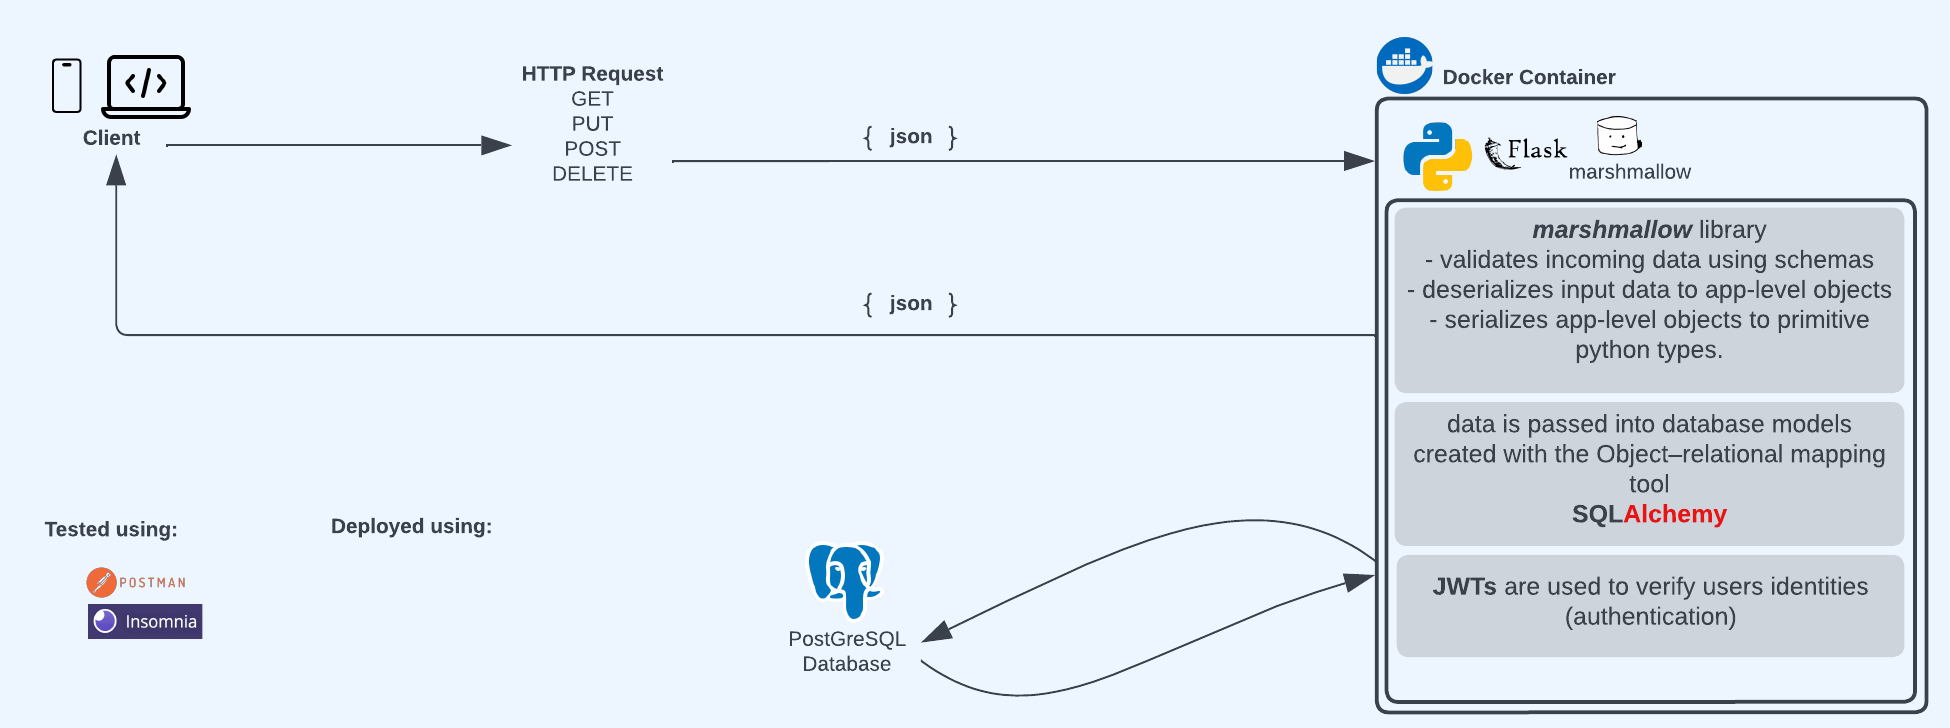 Client
HTTP Request
GET
PUT
POST
DELETE
{ json }
{ json }
Docker Container
Flask
marshmallow
marshmallow library
- validates incoming data using schemas
- deserializes input data to app-level objects
- serializes app-level objects to primitive
python types.
data is passed into database models
created with the Object–relational mapping
tool
SQLAlchemy
JWTs are used to verify users identities
(authentication)
Tested using:
POSTMAN
Insomnia
Deployed using:
PostGreSQL
Database